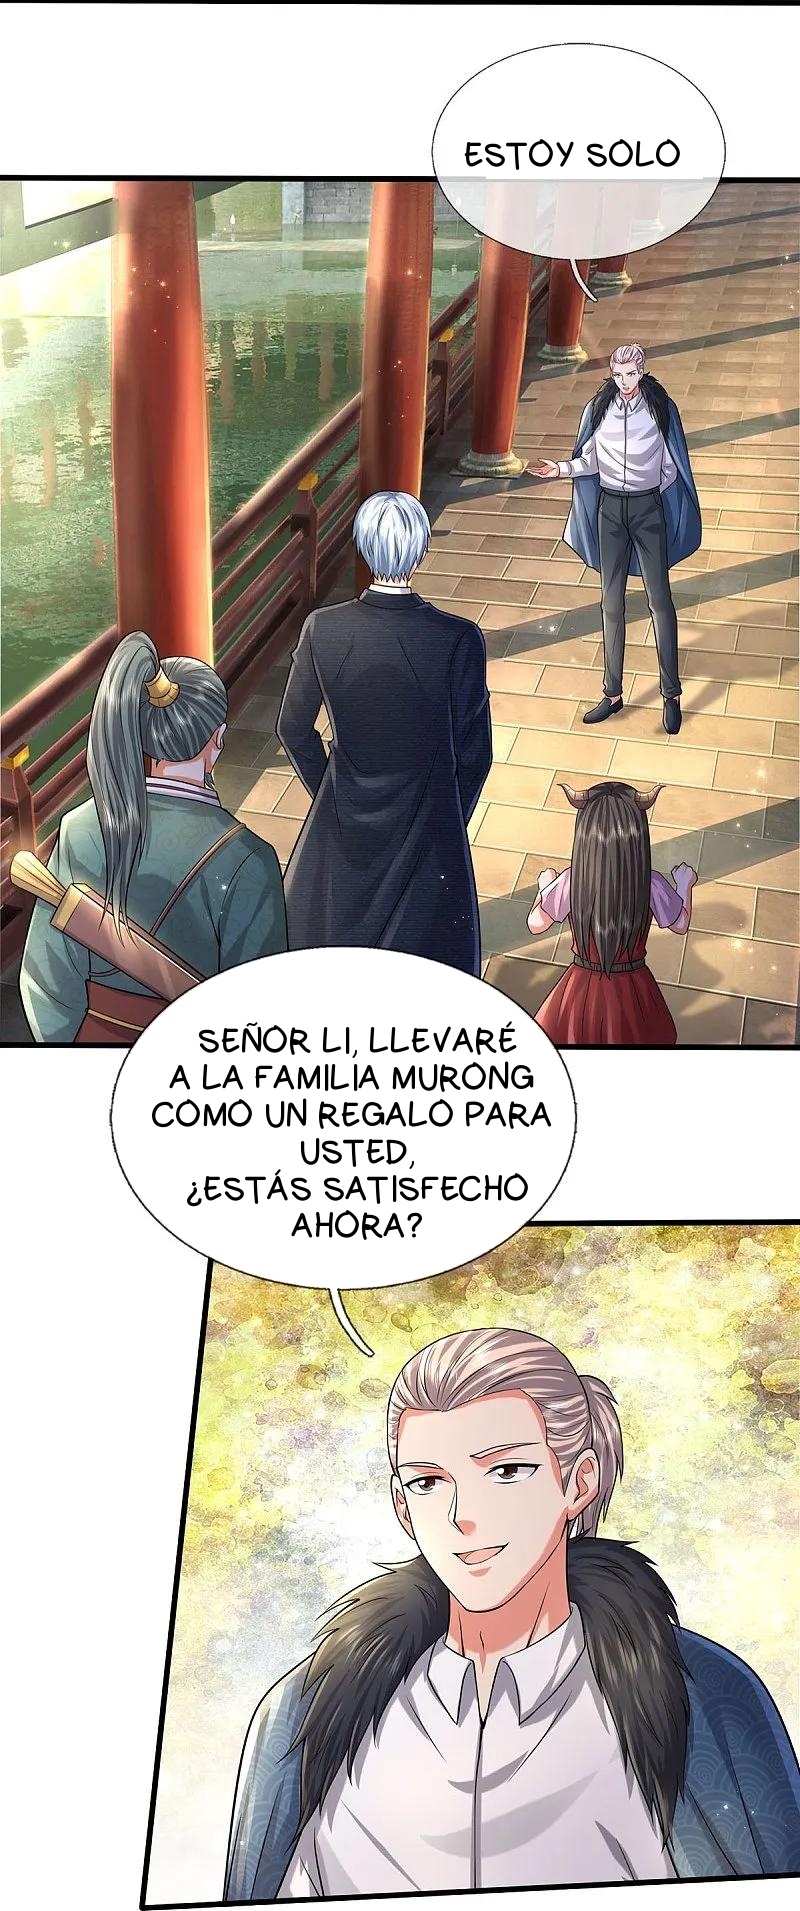 ESTOY SOLO
SEÑOR LI, LLEVARÉ
A LA FAMILIA MURONG
COMO UN REGALO PARA
USTED,
¿ESTÁS SATISFECHO
AHORA?